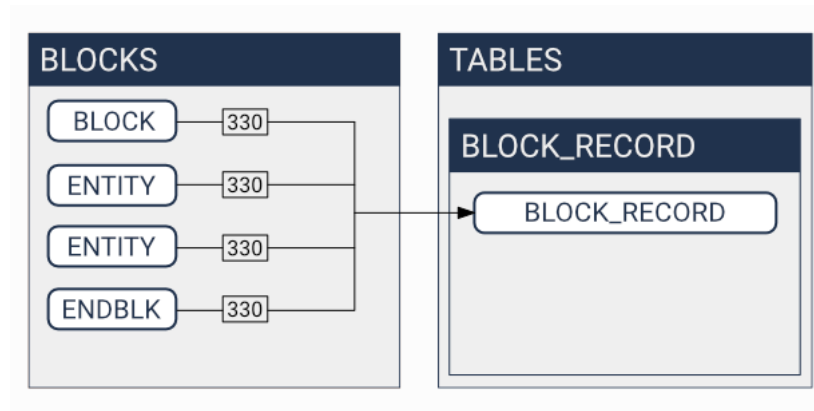 BLOCKS
BLOCK 330
ENTITY 330
ENTITY 330
ENDBLK 330
TABLES
BLOCK_RECORD
BLOCK_RECORD